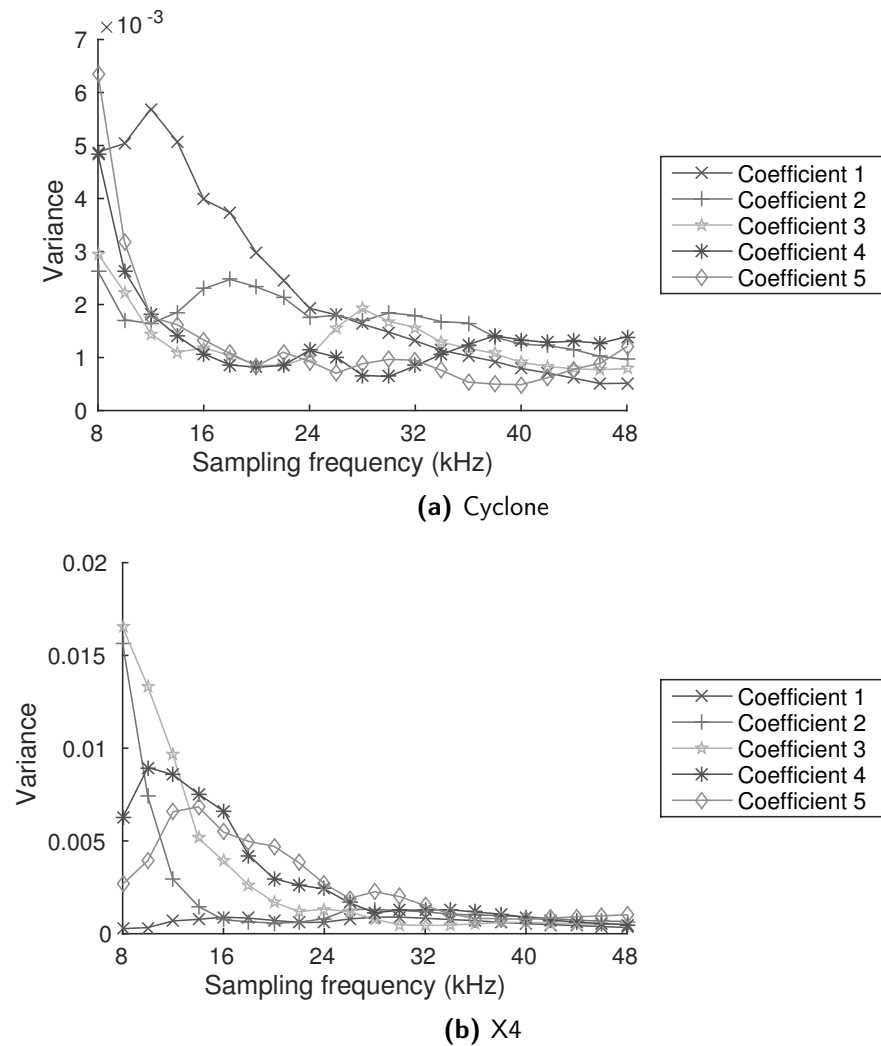 × 10 -3
7
6
5
4
3
2
1
0
Variance
8 16 24 32 40 48
Sampling frequency (kHz)
Coefficient 1
Coefficient 2
Coefficient 3
Coefficient 4
Coefficient 5
(a) Cyclone
0.02
0.015
0.01
0.005
0
Variance
8 16 24 32 40 48
Sampling frequency (kHz)
Coefficient 1
Coefficient 2
Coefficient 3
Coefficient 4
Coefficient 5
(b) X4